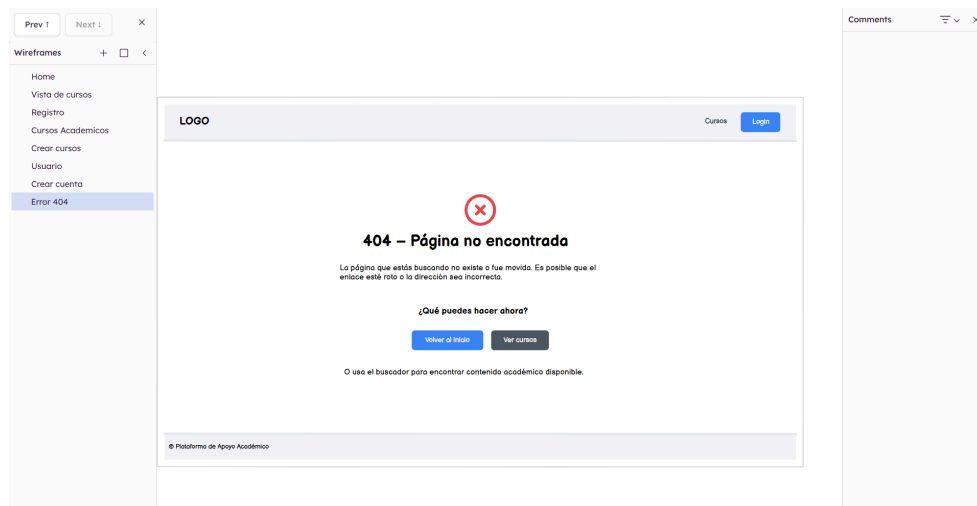 Prev ↑ Next ↓
Wireframes
Home
Vista de cursos
Registro
Cursos Academicos
Crear cursos
Usuario
Crear cuenta
Error 404
LOGO Cursos Login
404 – Página no encontrada
La página que estás buscando no existe o fue movida. Es posible que el
enlace esté roto o la dirección sea incorrecta.
¿Qué puedes hacer ahora?
Volver al inicio Ver cursos
O usa el buscador para encontrar contenido académico disponible.
© Plataforma de Apoyo Académico
Comments